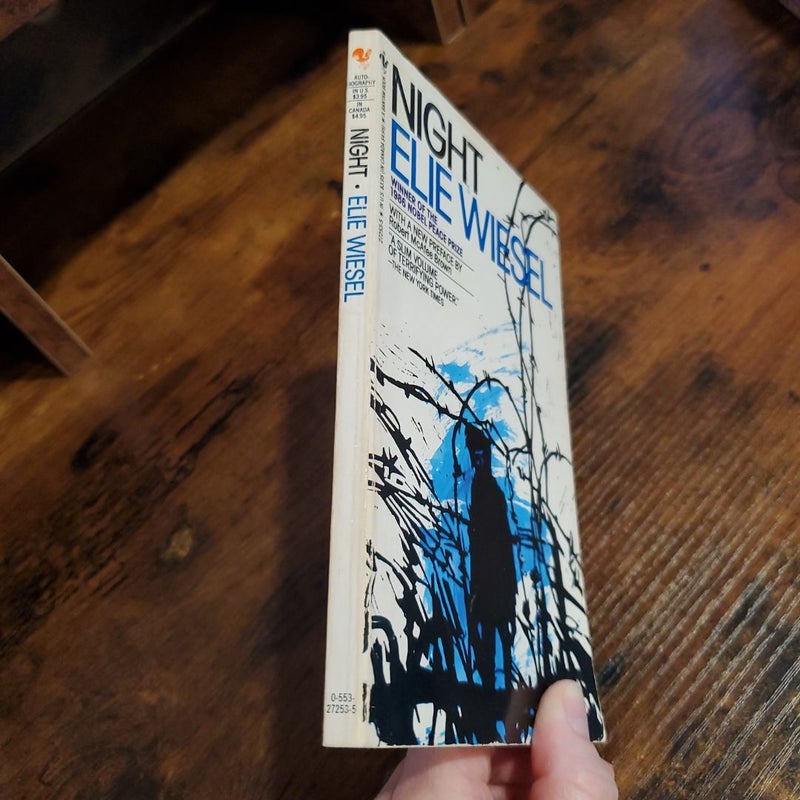 AUTO-
BIOGRAPHY
IN U.S.
$3.95
IN
CANADA
$4.95
NIGHT • ELIE WIESEL
0-553-
27253-5
NIGHT
ELIE WIESEL
WINNER OF THE
1986 NOBEL PEACE PRIZE
WITH A NEW PREFACE BY
Robert McAfee Brown
"A SLIM VOLUME
OF TERRIFYING POWER"
—THE NEW YORK TIMES